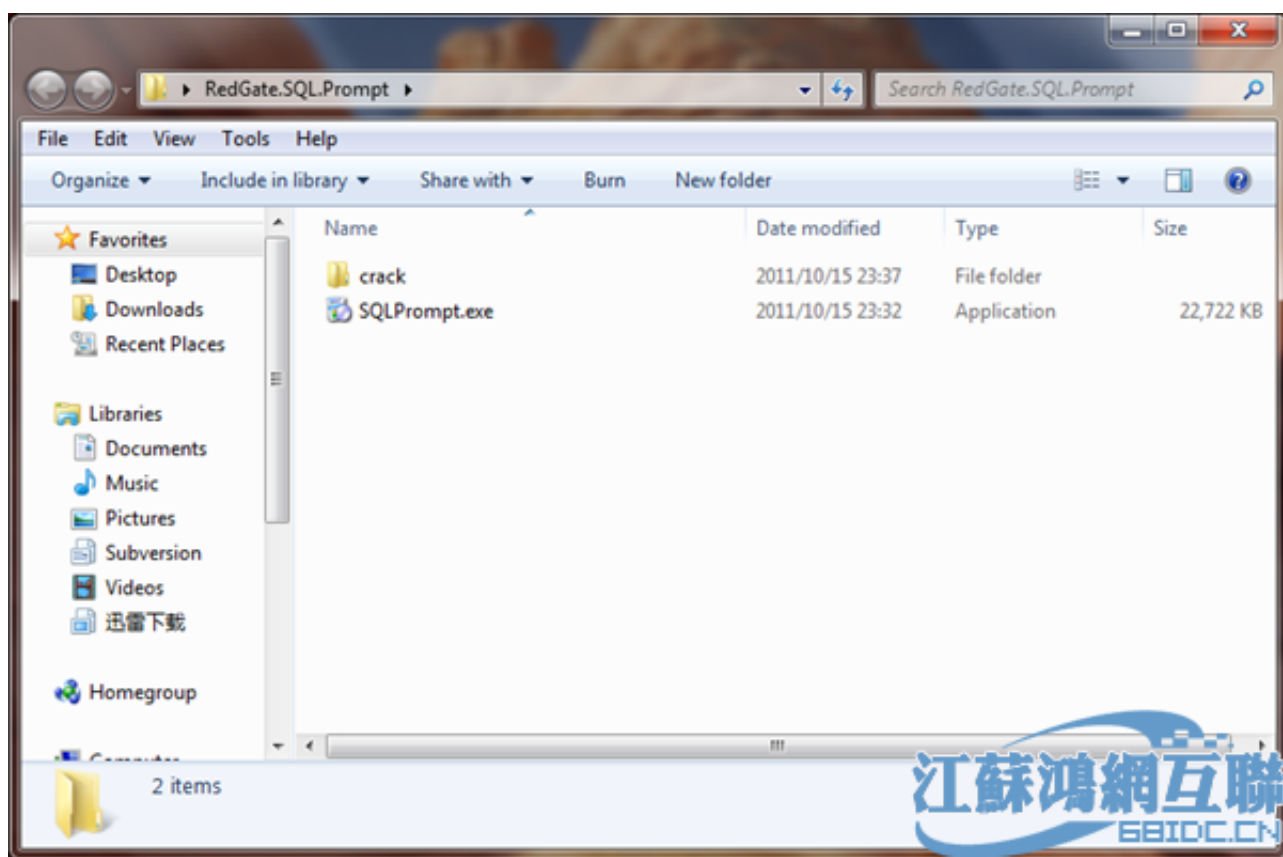 RedGate.SQL.Prompt
Search RedGate.SQL.Prompt
File Edit View Tools Help
Organize Include in library Share with Burn New folder
Name Date modified Type Size
Favorites
Desktop
Downloads
Recent Places
Libraries
Documents
Music
Pictures
Subversion
Videos
迅雷下载
Homegroup
Computer
crack 2011/10/15 23:37 File folder
SQLPrompt.exe 2011/10/15 23:32 Application 22,722 KB
2 items
江蘇鴻網互聯
68IDC.CN